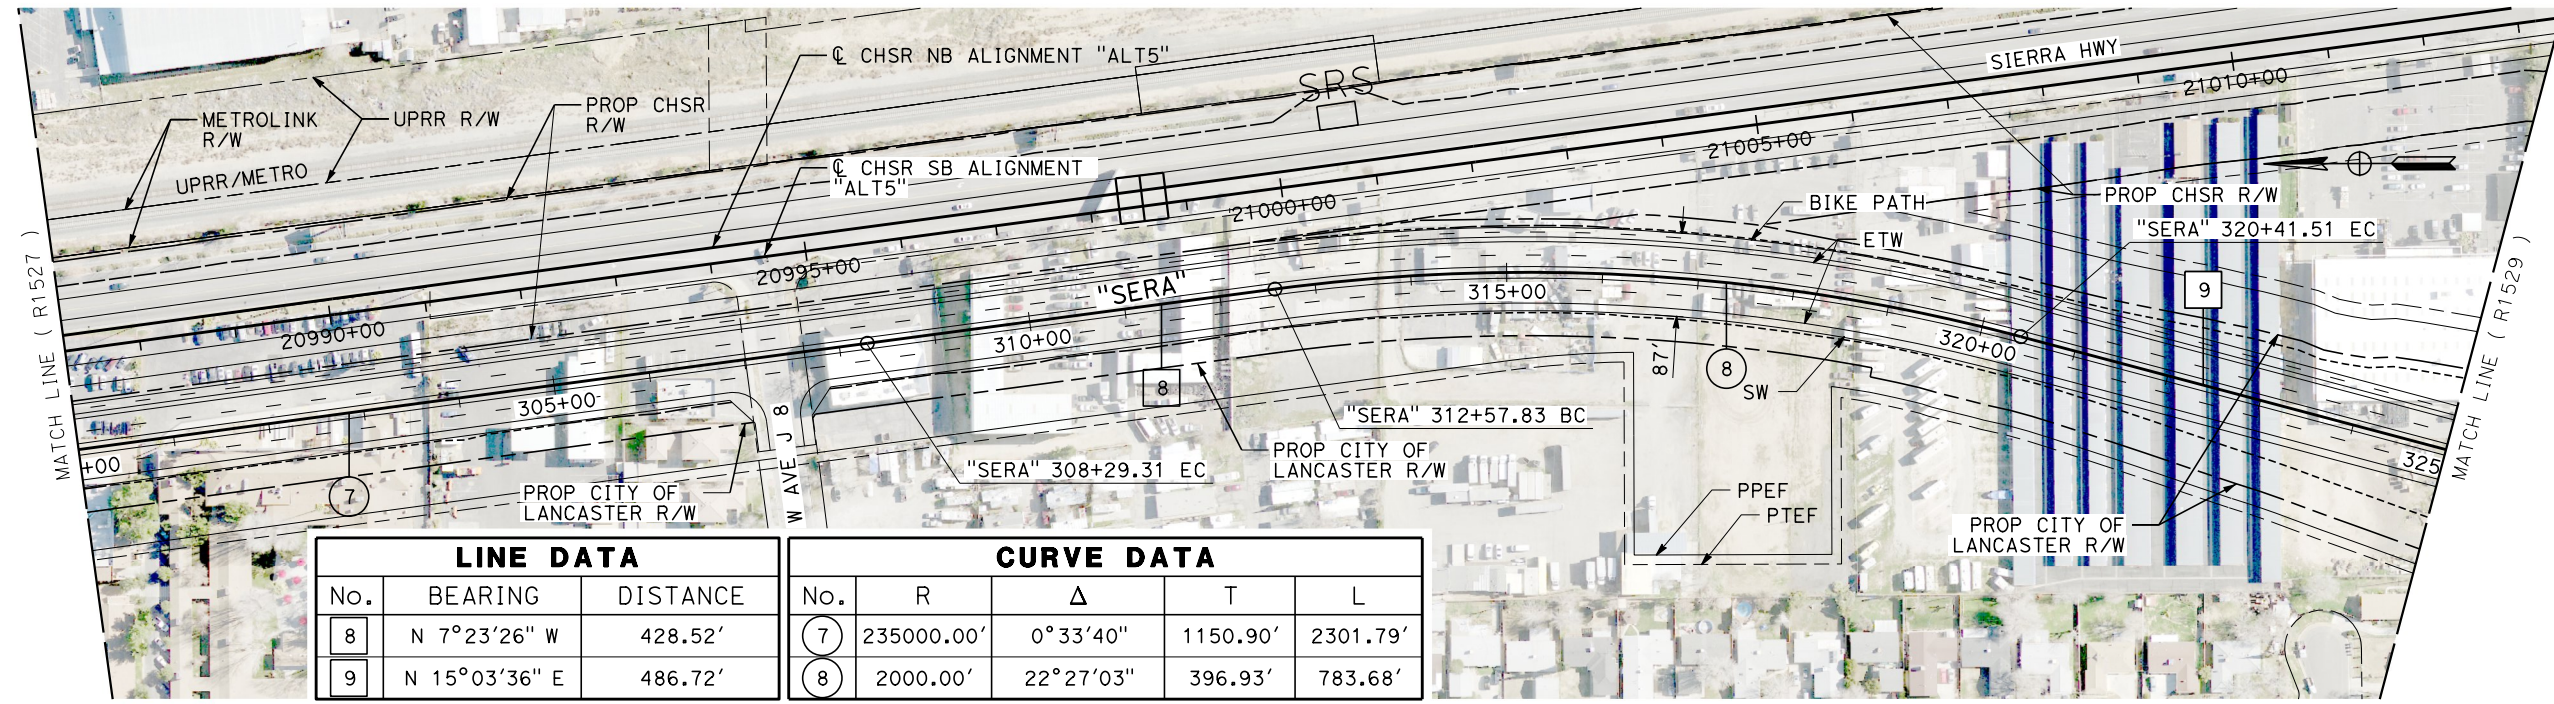 SIERRA HWY
℄ CHSR NB ALIGNMENT "ALT5"
SRS
21010+00
PROP CHSR
R/W
METROLINK
R/W
UPRR R/W
21005+00
℄ CHSR SB ALIGNMENT
"ALT5"
UPRR/METRO
21000+00
BIKE PATH
PROP CHSR R/W
"SERA" 320+41.51 EC
ETW
20995+00
"SERA"
315+00
9
MATCH LINE ( R1527 )
MATCH LINE ( R1529 )
20990+00
310+00
320+00
87'
8
SW
8
305+00
"SERA" 312+57.83 BC
W AVE J 8
+00
PROP CITY OF
LANCASTER R/W
"SERA" 308+29.31 EC
325
7
PROP CITY OF
LANCASTER R/W
PPEF
PTEF
PROP CITY OF
LANCASTER R/W
LINE DATA
No. BEARING DISTANCE
8 N 7°23'26" W 428.52'
9 N 15°03'36" E 486.72'
CURVE DATA
No. R Δ T L
7 235000.00' 0°33'40" 1150.90' 2301.79'
8 2000.00' 22°27'03" 396.93' 783.68'